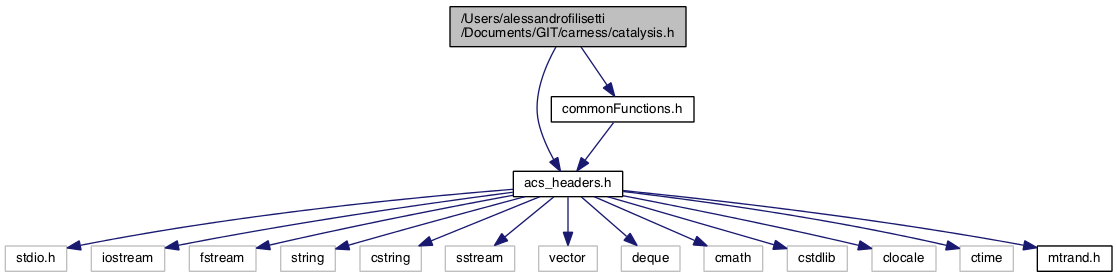 /Users/alessandrofilisetti
/Documents/GIT/carness/catalysis.h
commonFunctions.h
acs_headers.h
stdio.h
iostream
fstream
string
cstring
sstream
vector
deque
cmath
cstdlib
clocale
ctime
mtrand.h